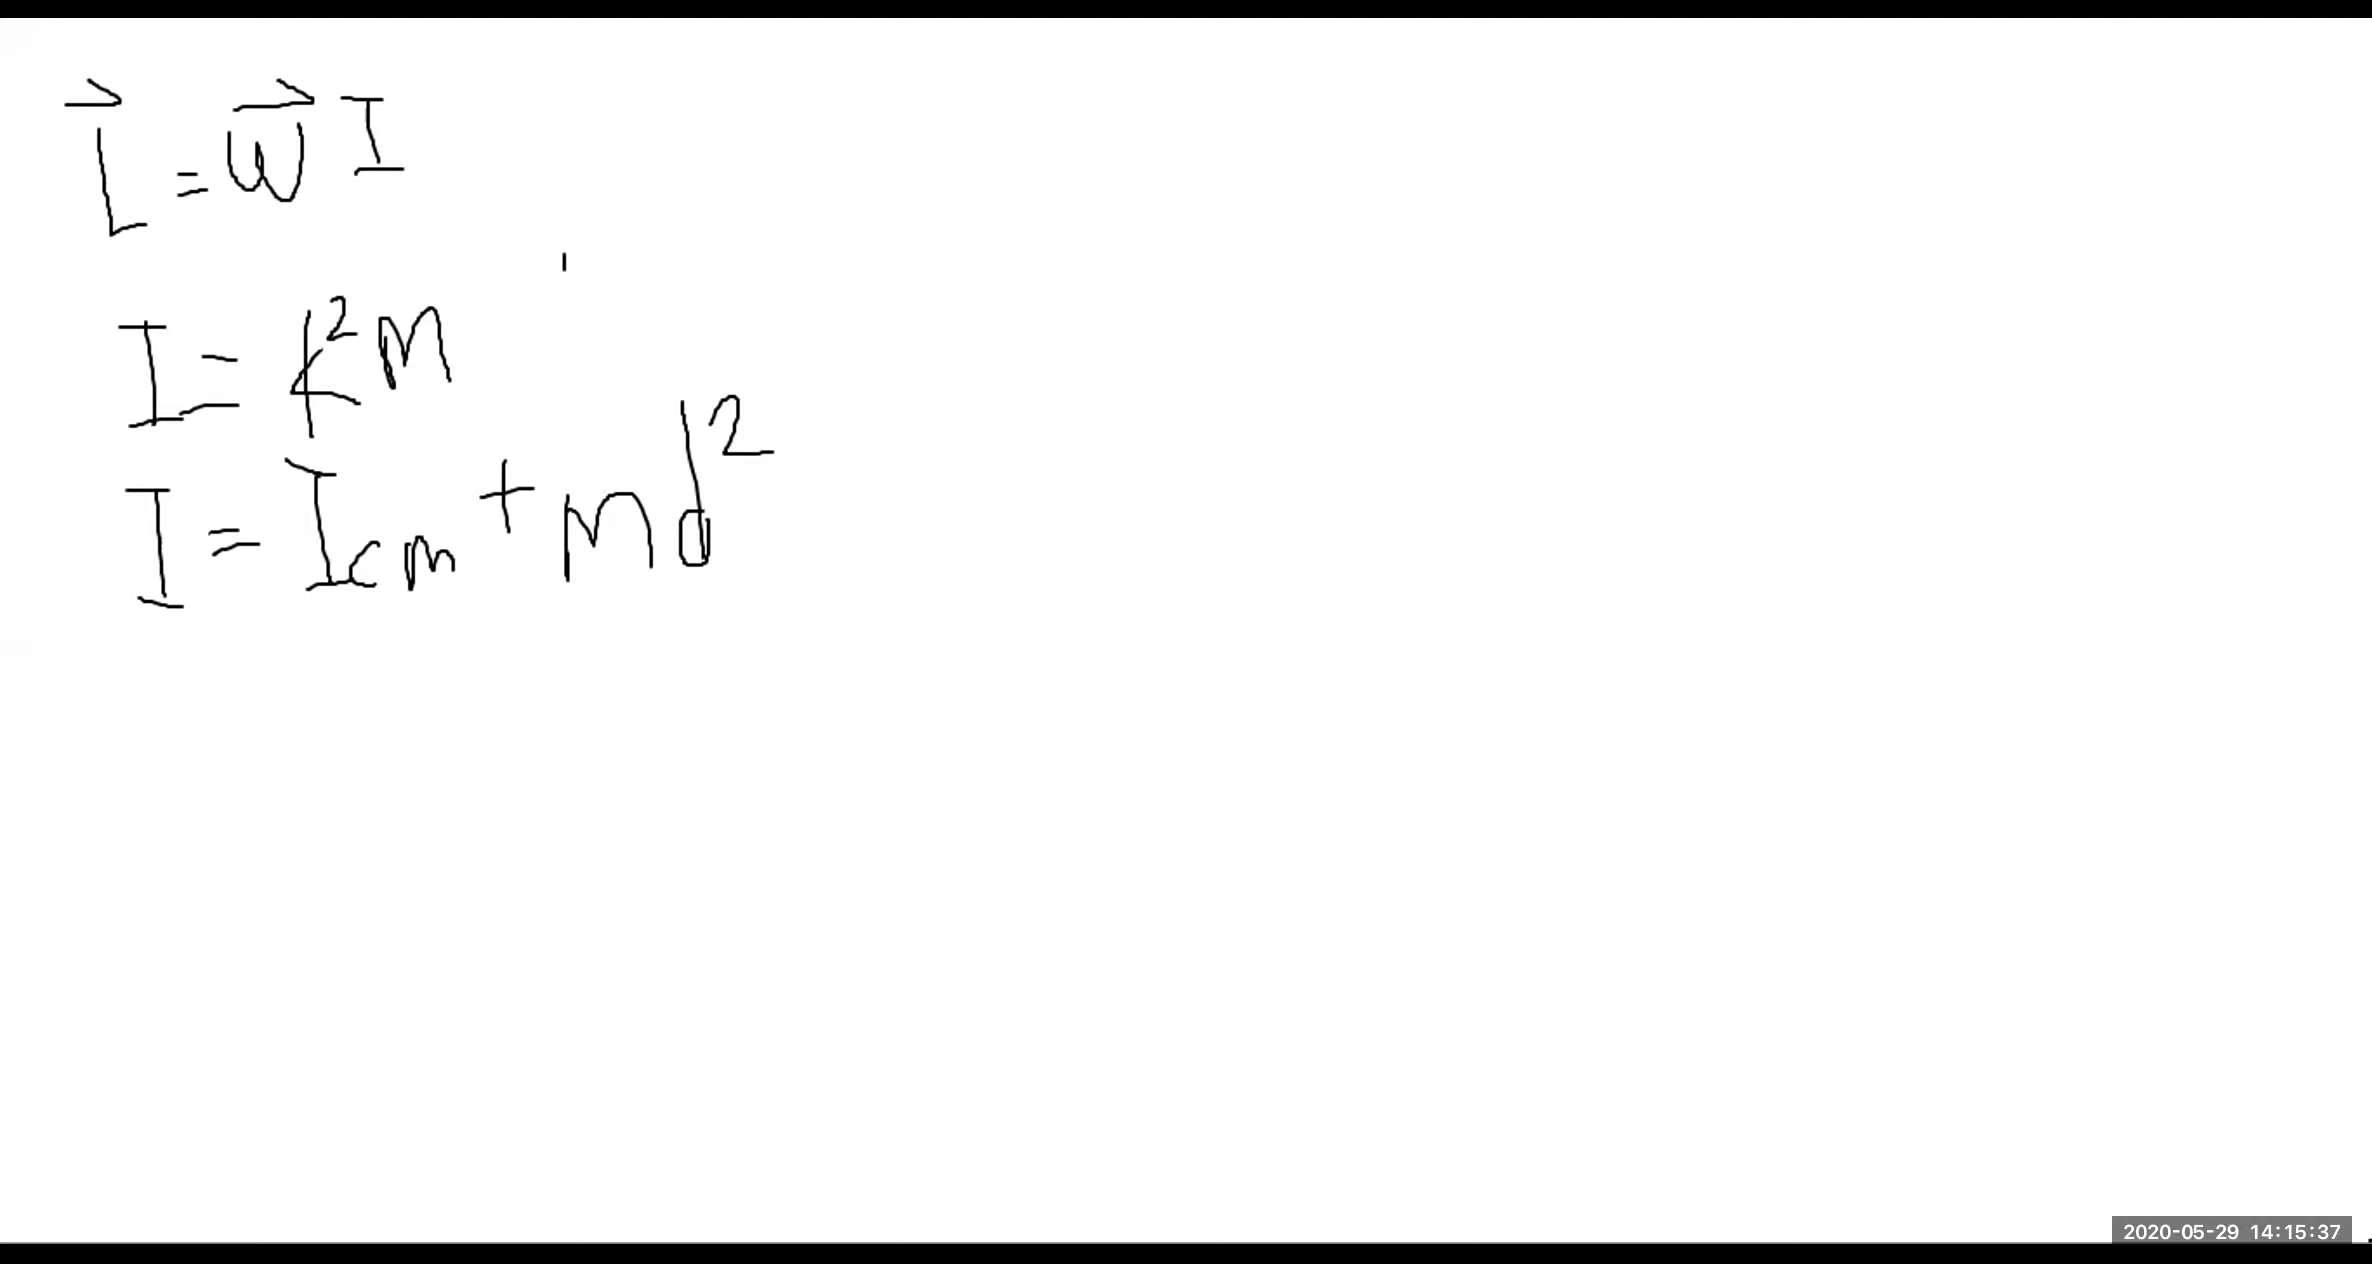 L⃗ = ω⃗ I
I = k²m
I = Icm + md²
2020-05-29 14:15:37